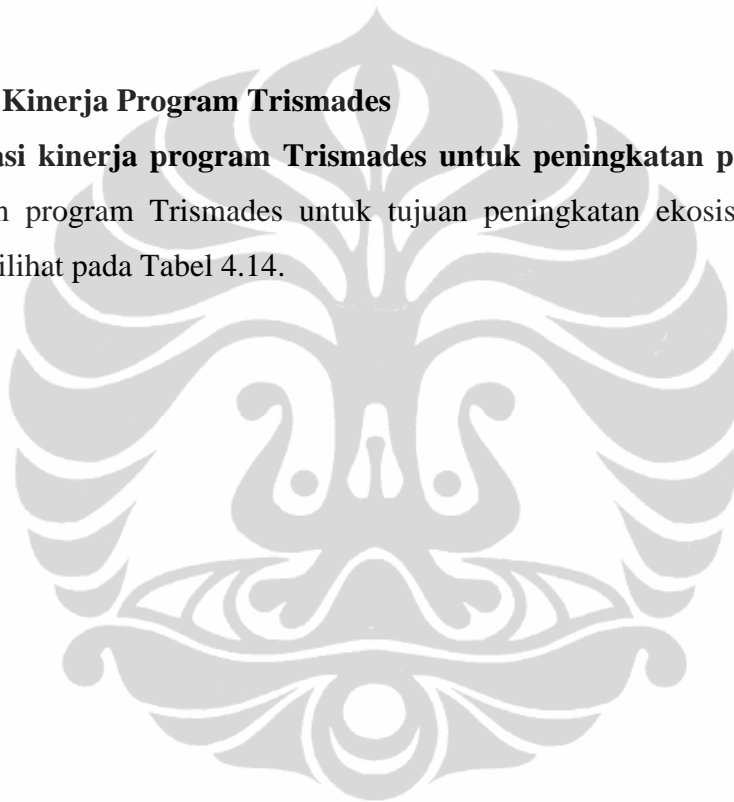 Kinerja Program Trismades
asi kinerja program Trismades untuk peningkatan p
n program Trismades untuk tujuan peningkatan ekosis
ilihat pada Tabel 4.14.